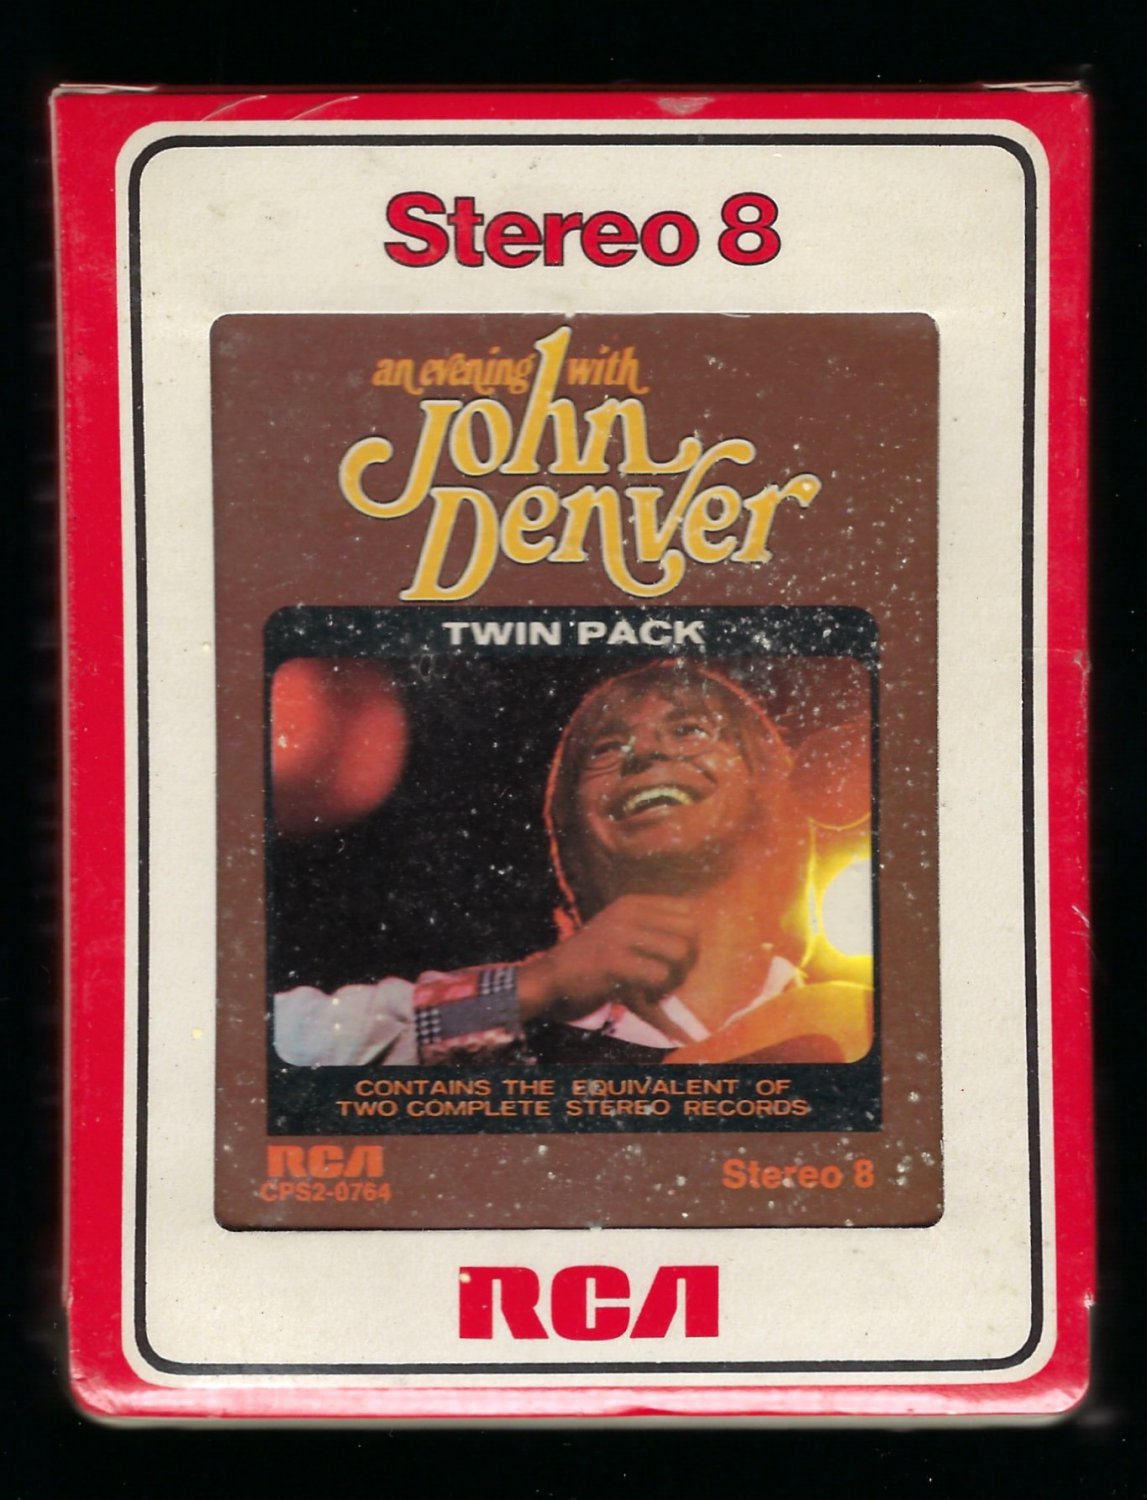 Stereo 8
an evening with
John
Denver
TWIN PACK
CONTAINS THE EQUIVALENT OF
TWO COMPLETE STEREO RECORDS
RCA
CPS2-0764
Stereo 8
RCA